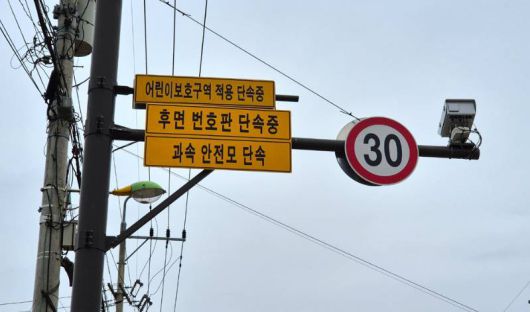 어린이보호구역 적용 단속중
후면 번호판 단속중
과속 안전모 단속
30